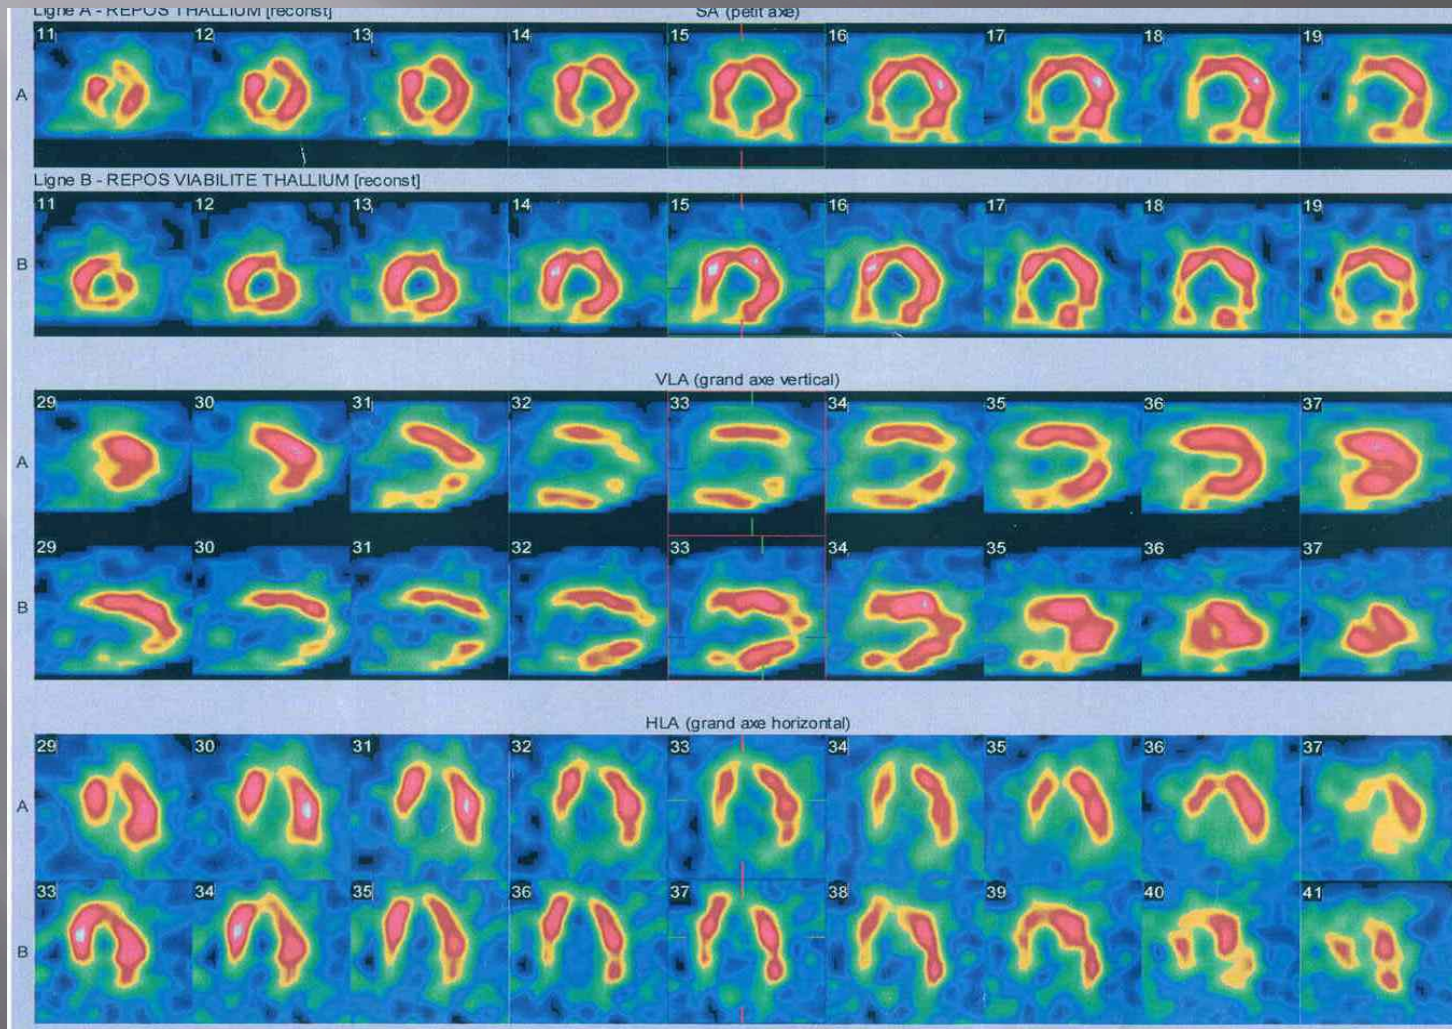 Ligne A - REPOS THALLIUM [reconst] SA (petit axe)
11 12 13 14 15 16 17 18 19
A
Ligne B - REPOS VIABILITE THALLIUM [reconst]
11 12 13 14 15 16 17 18 19
B
VLA (grand axe vertical)
29 30 31 32 33 34 35 36 37
A
29 30 31 32 33 34 35 36 37
B
HLA (grand axe horizontal)
29 30 31 32 33 34 35 36 37
A
33 34 35 36 37 38 39 40 41
B